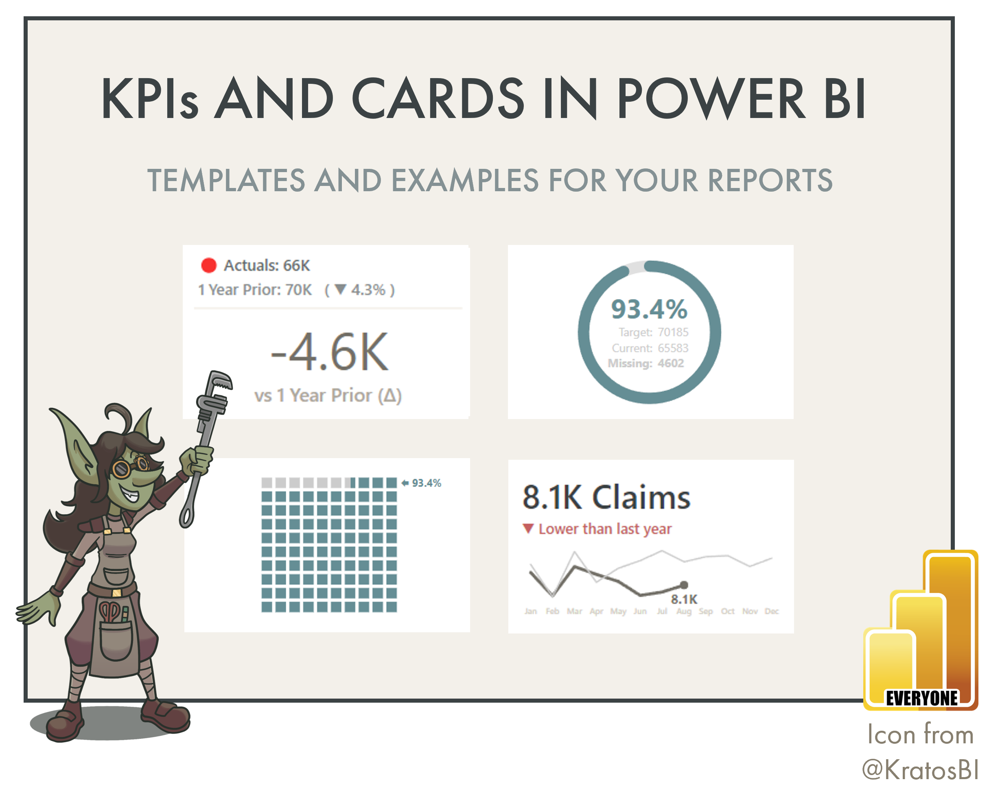 KPIs AND CARDS IN POWER BI
TEMPLATES AND EXAMPLES FOR YOUR REPORTS
Actuals: 66K
1 Year Prior: 70K ( ▼ 4.3% )
-4.6K
vs 1 Year Prior (Δ)
93.4%
Target: 70185
Current: 65583
Missing: 4602
93.4%
8.1K Claims
▼ Lower than last year
8.1K
Jan Feb Mar Apr May Jun Jul Aug Sep Oct Nov Dec
EVERYONE
Icon from
@KratosBI